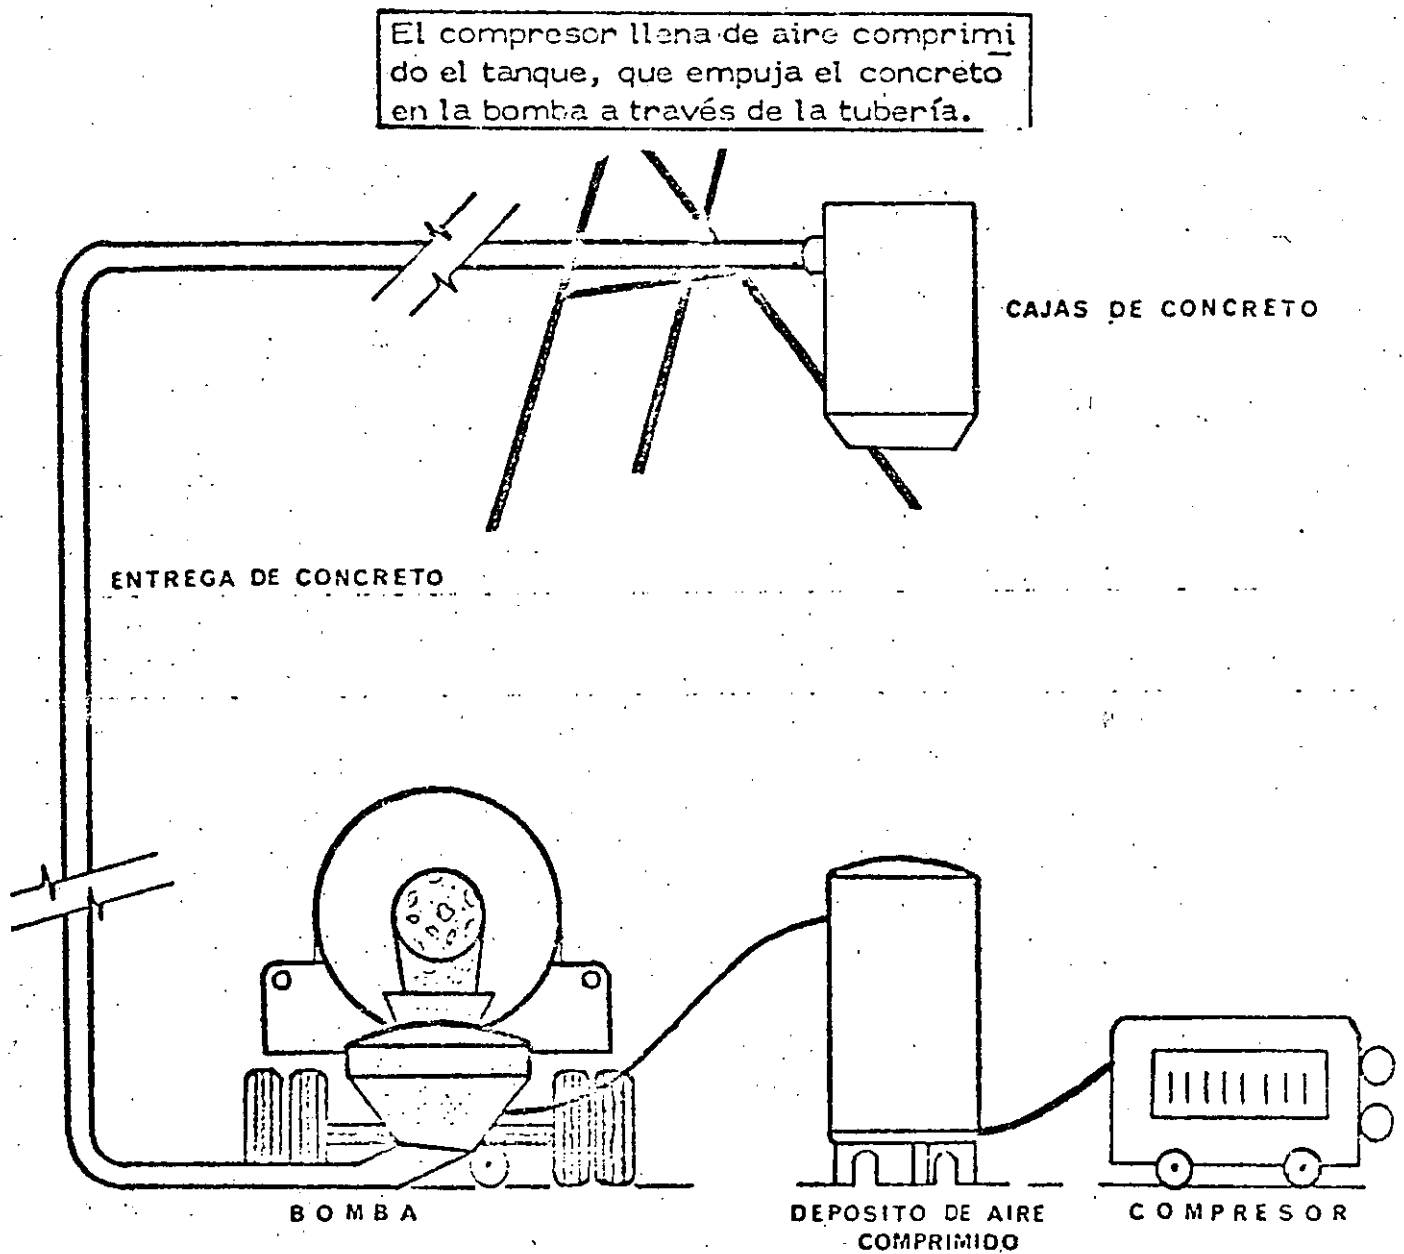 El compresor llena de aire comprimi
do el tanque, que empuja el concreto
en la bomba a través de la tubería.
CAJAS DE CONCRETO
ENTREGA DE CONCRETO
BOMBA
DEPOSITO DE AIRE
COMPRIMIDO
COMPRESOR